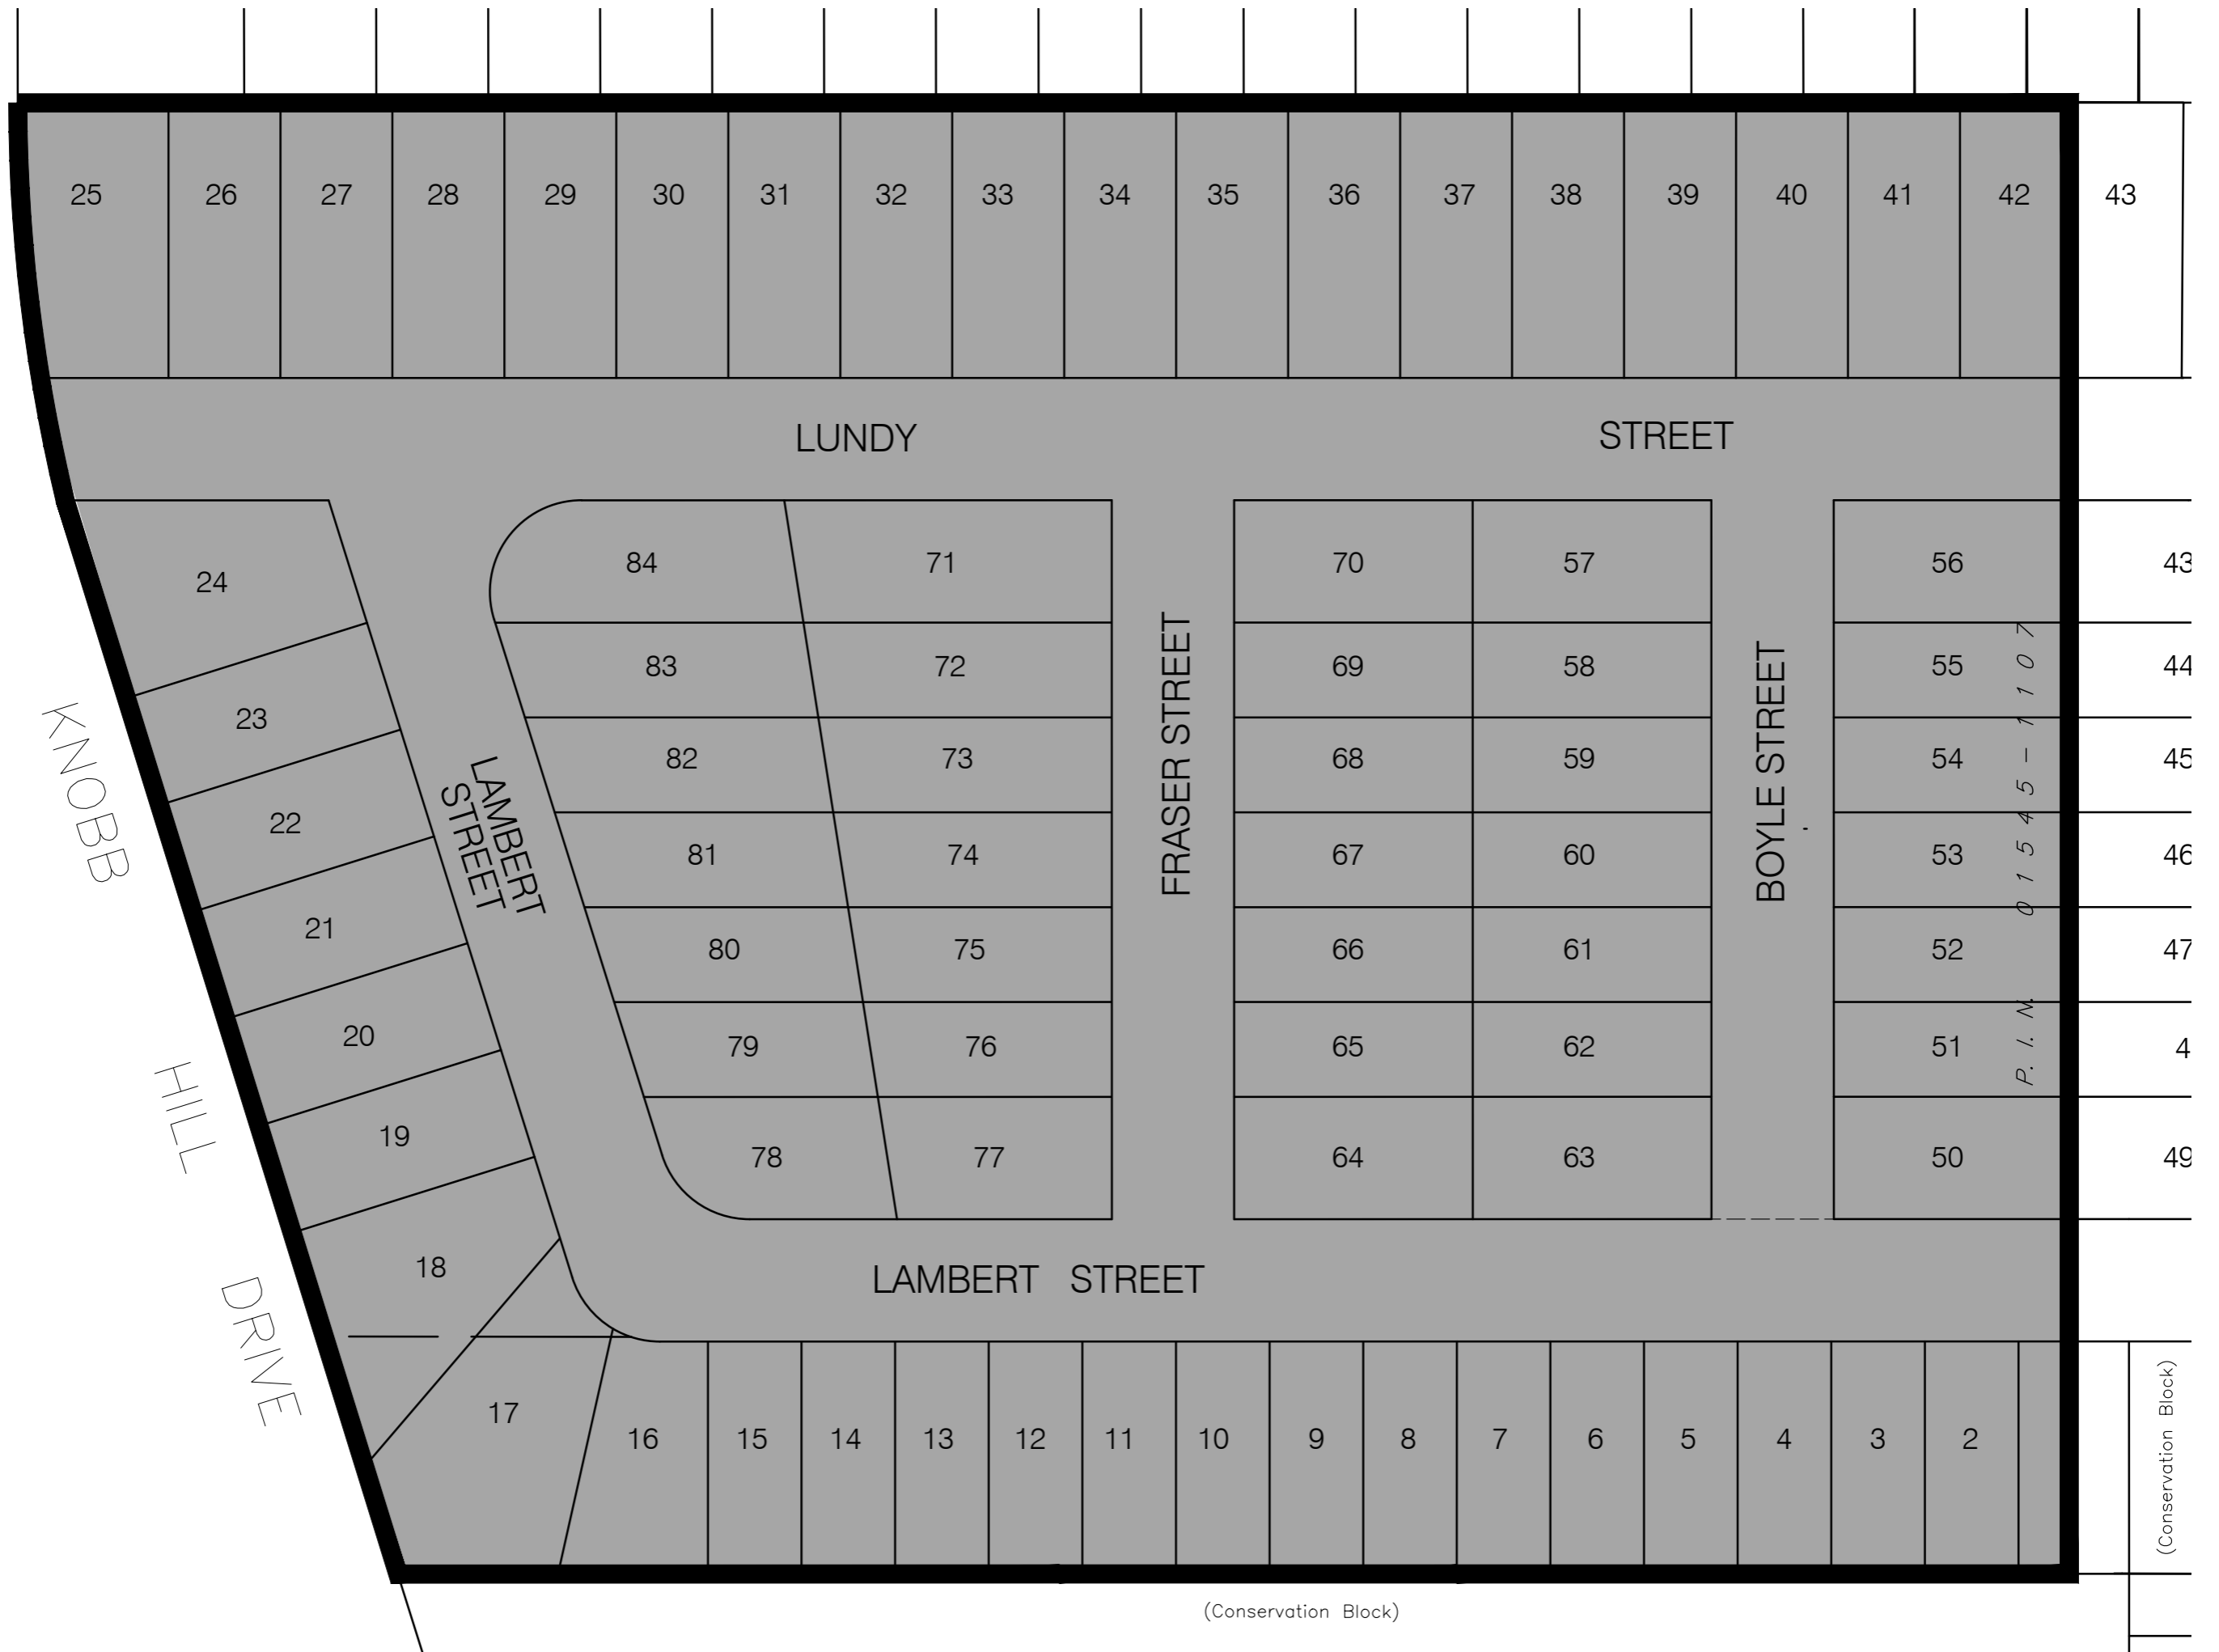 25 26 27 28 29 30 31 32 33 34 35 36 37 38 39 40 41 42 43
LUNDY STREET
84 71 70 57 56 43
24
83 72 69 58 55 44
23
82 73 68 59 54 45
22
81 74 67 60 53 46
21
80 75 66 61 52 47
20
79 76 65 62 51 4
19
78 77 64 63 50 49
18
17
16 15 14 13 12 11 10 9 8 7 6 5 4 3 2
KNOBB HILL DRIVE
LAMBERT
STREET
FRASER STREET
BOYLE STREET
P.I.N. 01545-1107
LAMBERT STREET
(Conservation Block)
(Conservation Block)